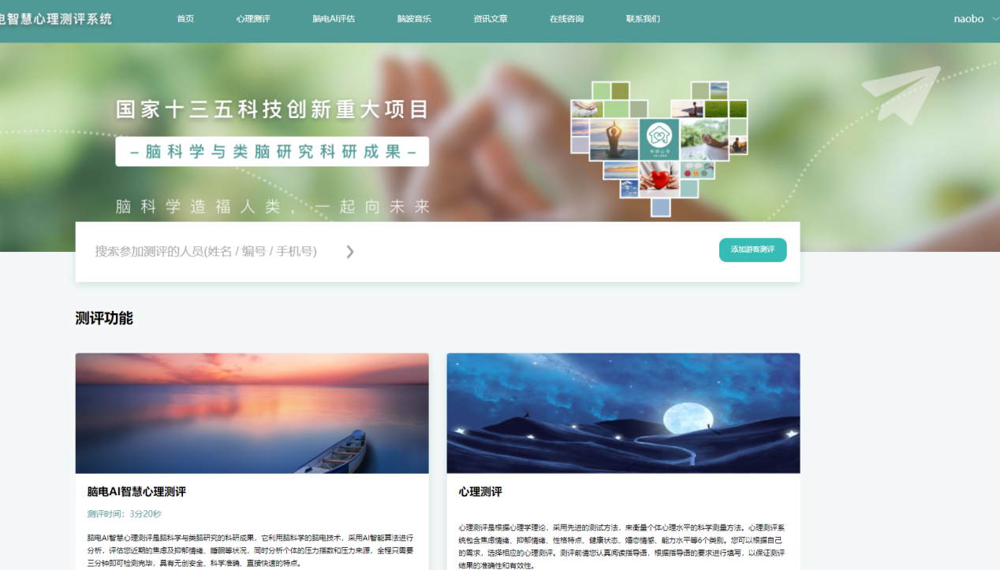 电智慧心理测评系统
首页
心理测评
脑电AI评估
脑波音乐
资讯文章
在线咨询
联系我们
naobo
国家十三五科技创新重大项目
–脑科学与类脑研究科研成果–
脑科学造福人类，一起向未来
搜索参加测评的人员(姓名 / 编号 / 手机号)
添加游客测评
测评功能
脑电AI智慧心理测评
测评时间：3分20秒
脑电AI智慧心理测评是脑科学与类脑研究的科研成果，它利用脑科学的脑电技术，采用AI智能算法进行
分析，评估您近期的焦虑及抑郁情绪、睡眠等状况，同时分析个体的压力指数和压力来源，全程只需要
三分钟即可检测完毕，具有无创安全、科学准确、直接快速的特点。
心理测评
心理测评是根据心理学理论，采用先进的测试方法，来衡量个体心理水平的科学测量方法。心理测评系
统包含焦虑情绪、抑郁情绪、性格特点、健康状态、婚恋情感、能力水平等6个类别。您可以根据自己
的需求，选择相应的心理测评。测评前请您认真阅读指导语，根据指导语的要求进行填写，以保证测评
结果的准确性和有效性。